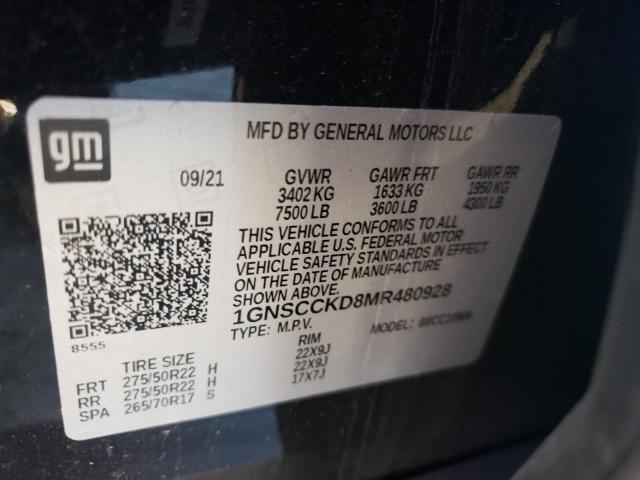 gm
MFD BY GENERAL MOTORS LLC
09/21 GVWR GAWR FRT GAWR RR
3402 KG 1633 KG 1950 KG
7500 LB 3600 LB 4300 LB
THIS VEHICLE CONFORMS TO ALL
APPLICABLE U.S. FEDERAL MOTOR
VEHICLE SAFETY STANDARDS IN EFFECT
ON THE DATE OF MANUFACTURE
SHOWN ABOVE.
1GNSCCKD8MR480928
TYPE: M.P.V. MODEL:
8555
TIRE SIZE RIM
FRT 275/50R22 H 22X9J
RR 275/50R22 H 22X9J
SPA 265/70R17 S 17X7J